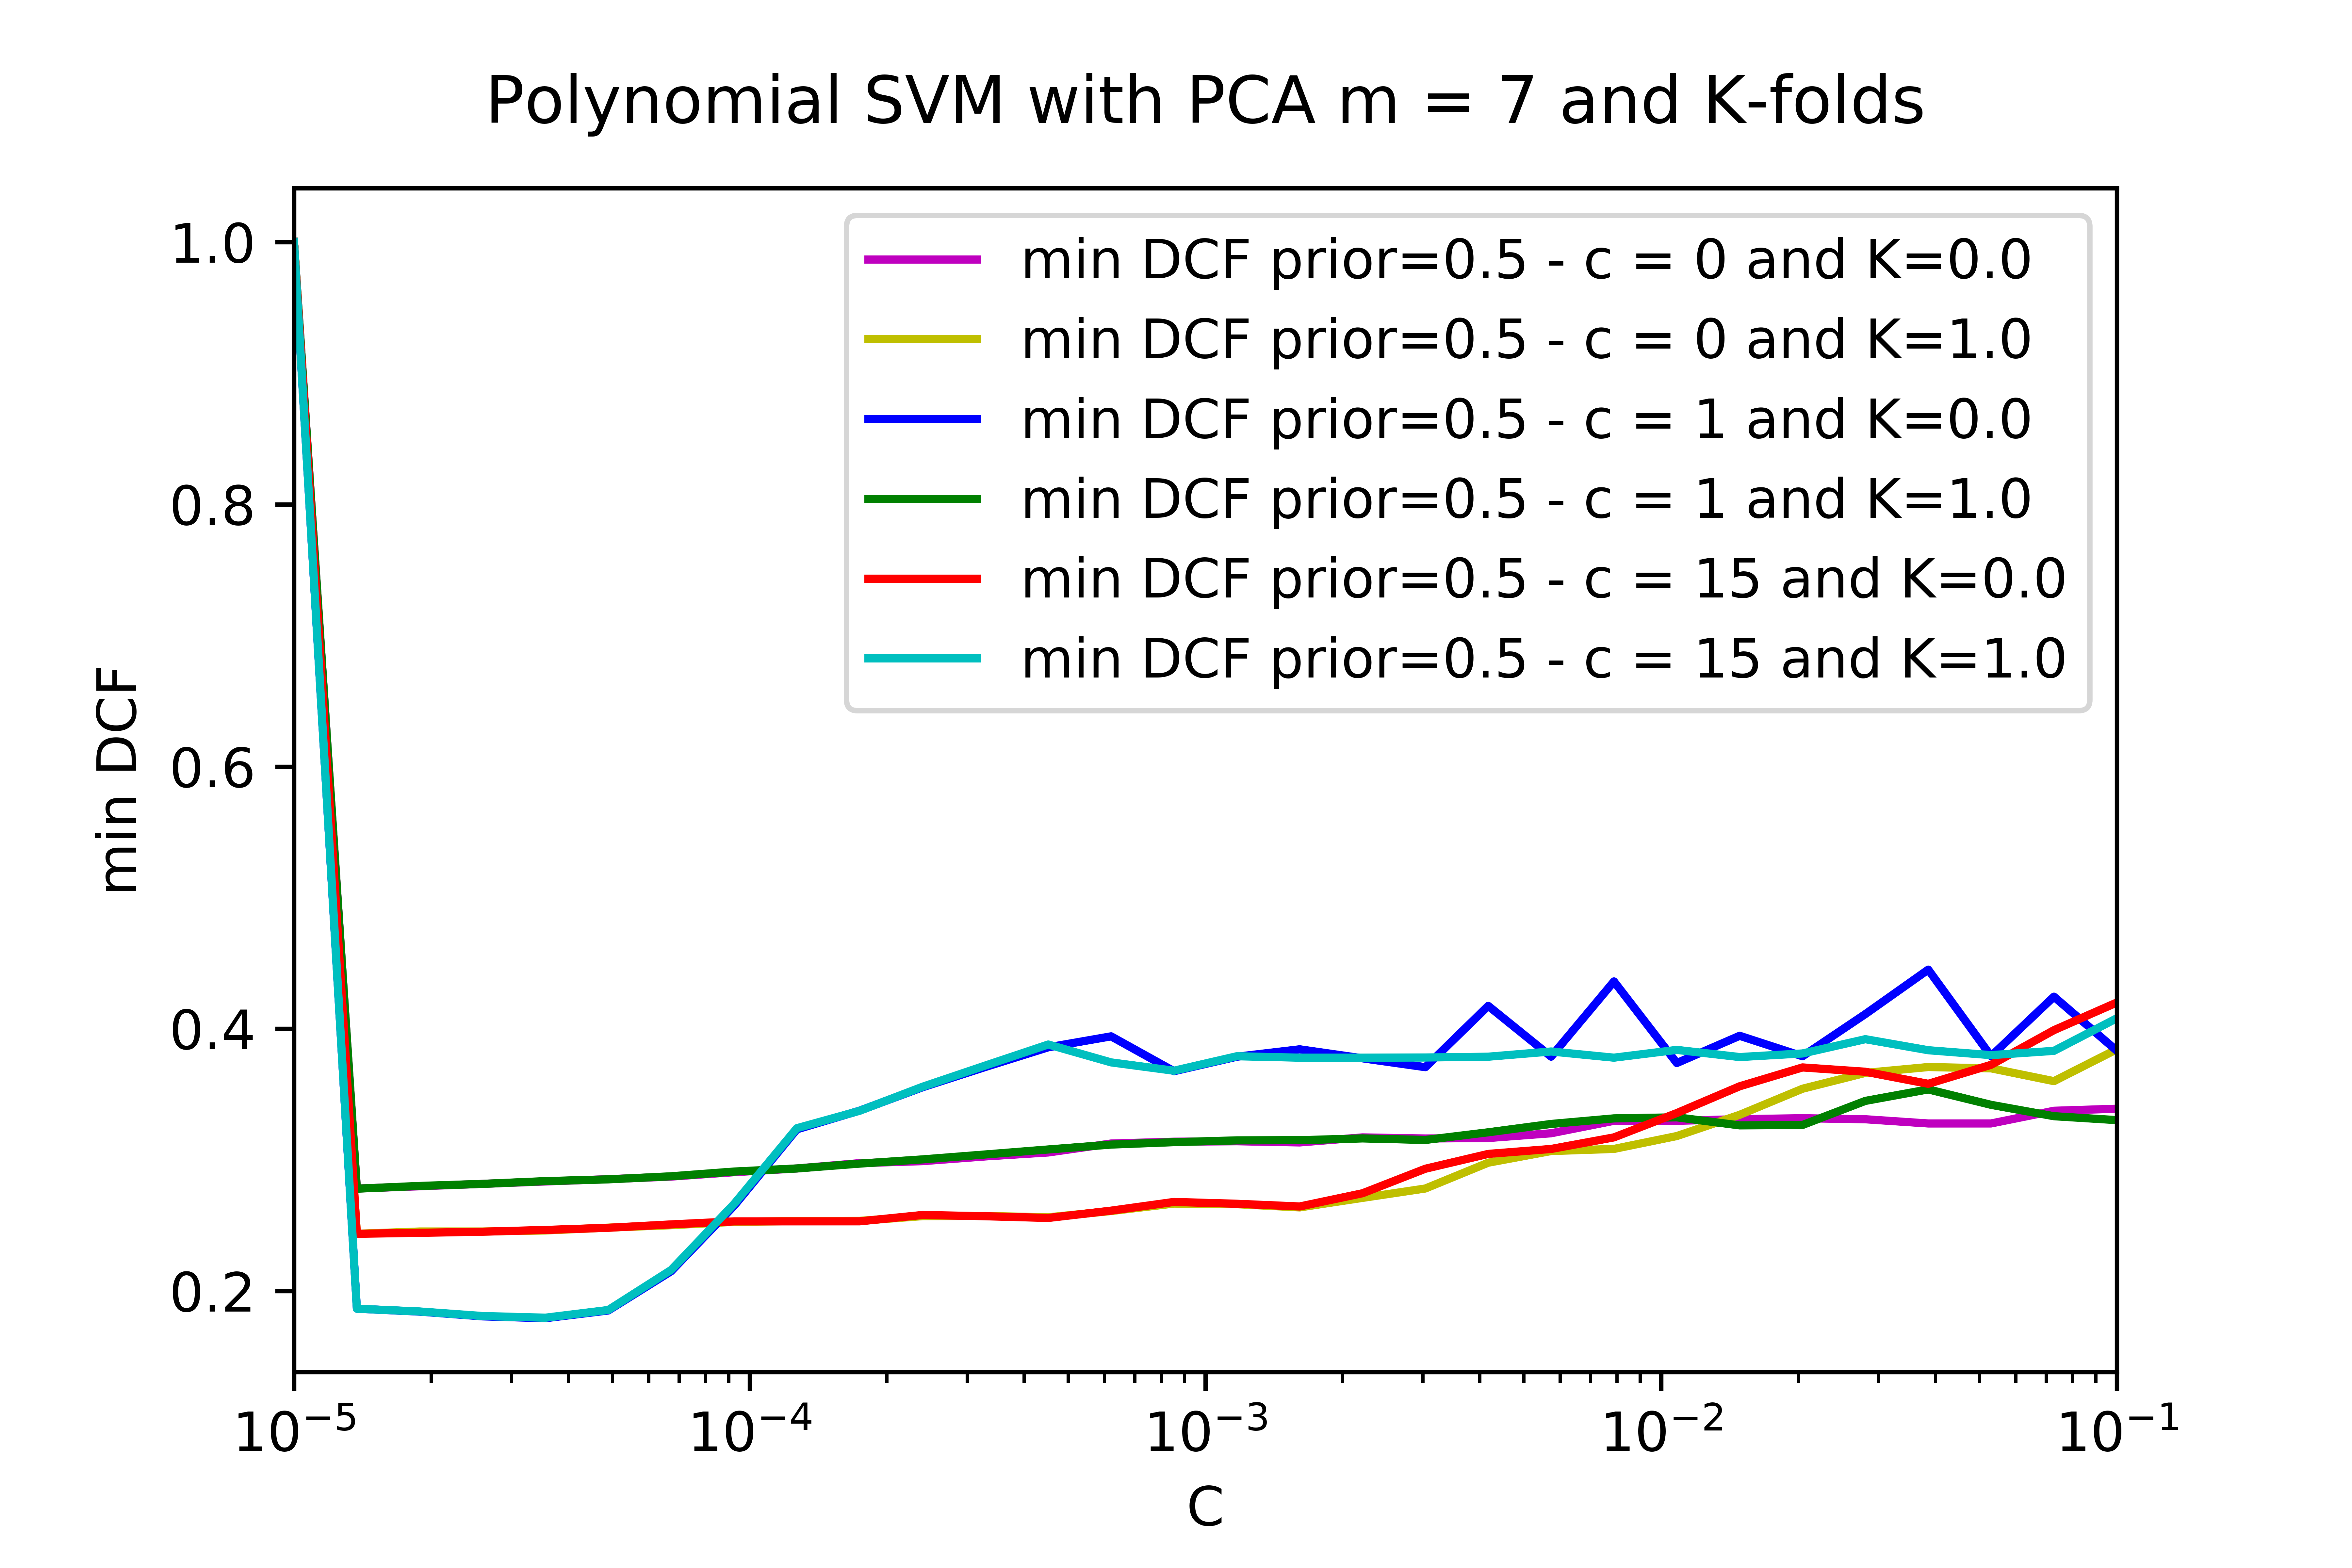 Polynomial SVM with PCA m = 7 and K-folds
1.0
0.8
0.6
0.4
0.2
min DCF
min DCF prior=0.5 - c = 0 and K=0.0
min DCF prior=0.5 - c = 0 and K=1.0
min DCF prior=0.5 - c = 1 and K=0.0
min DCF prior=0.5 - c = 1 and K=1.0
min DCF prior=0.5 - c = 15 and K=0.0
min DCF prior=0.5 - c = 15 and K=1.0
10⁻⁵ 10⁻⁴ 10⁻³ 10⁻² 10⁻¹
C